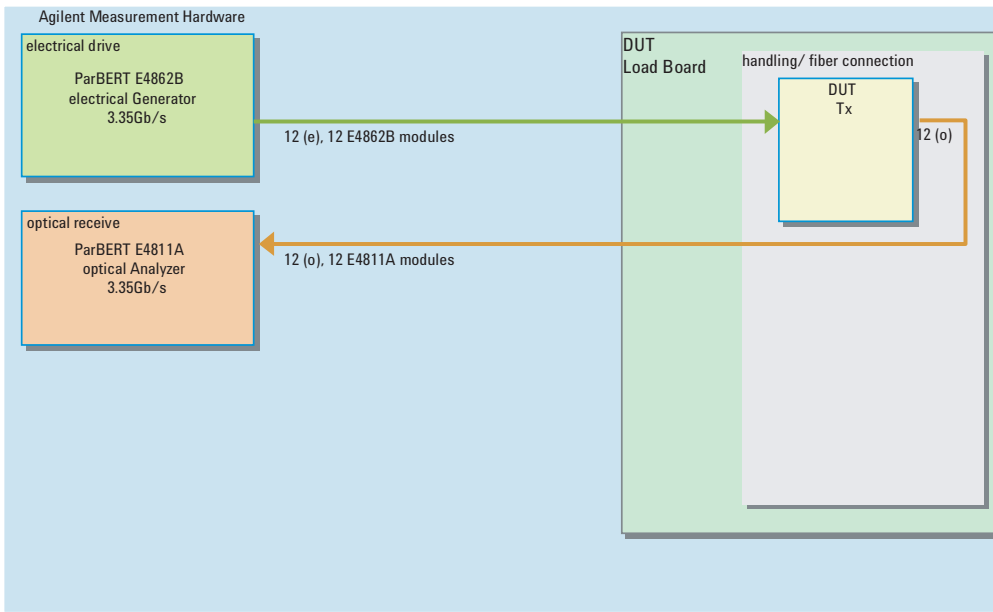 Agilent Measurement Hardware
electrical drive
ParBERT E4862B
electrical Generator
3.35Gb/s
12 (e), 12 E4862B modules
optical receive
ParBERT E4811A
optical Analyzer
3.35Gb/s
12 (o), 12 E4811A modules
DUT
Load Board
handling/ fiber connection
DUT
Tx
12 (o)